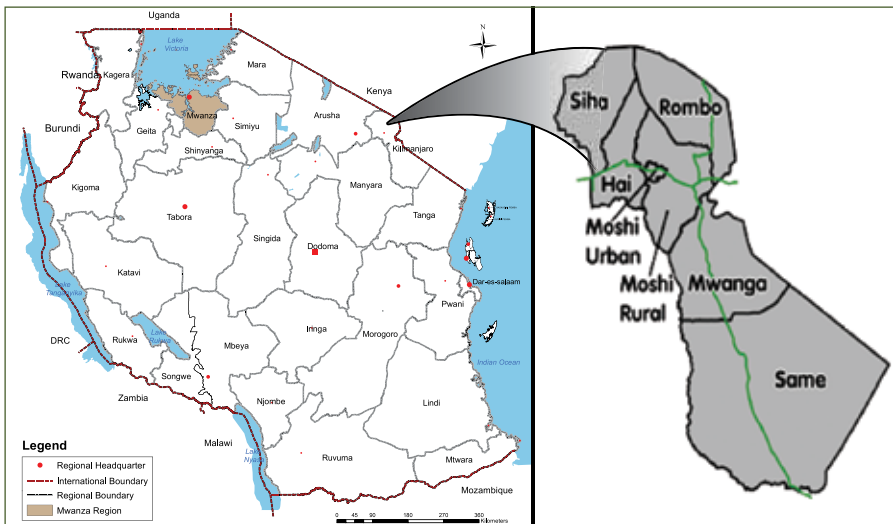 Uganda
Lake
Victoria
N
Mara
Rwanda
Kagera
Kenya
Mwanza
Arusha
Burundi
Geita
Simiyu
Shinyanga
Kilimanjaro
Kigoma
Manyara
Tabora
Tanga
Singida
Dodoma
Katavi
Dar-es-salaam
Lake
Tanganyika
Pwani
Iringa
Morogoro
DRC
Rukwa
Lake
Rukwa
Mbeya
Indian Ocean
Songwe
Zambia
Njombe
Lindi
Malawi
Lake
Nyasa
Ruvuma
Mtwara
Mozambique
Legend
Regional Headquarter
International Boundary
Regional Boundary
Mwanza Region
0 45 90 180 270 360
Kilometers
Siha
Rombo
Hai
Moshi
Urban
Moshi
Rural
Mwanga
Same